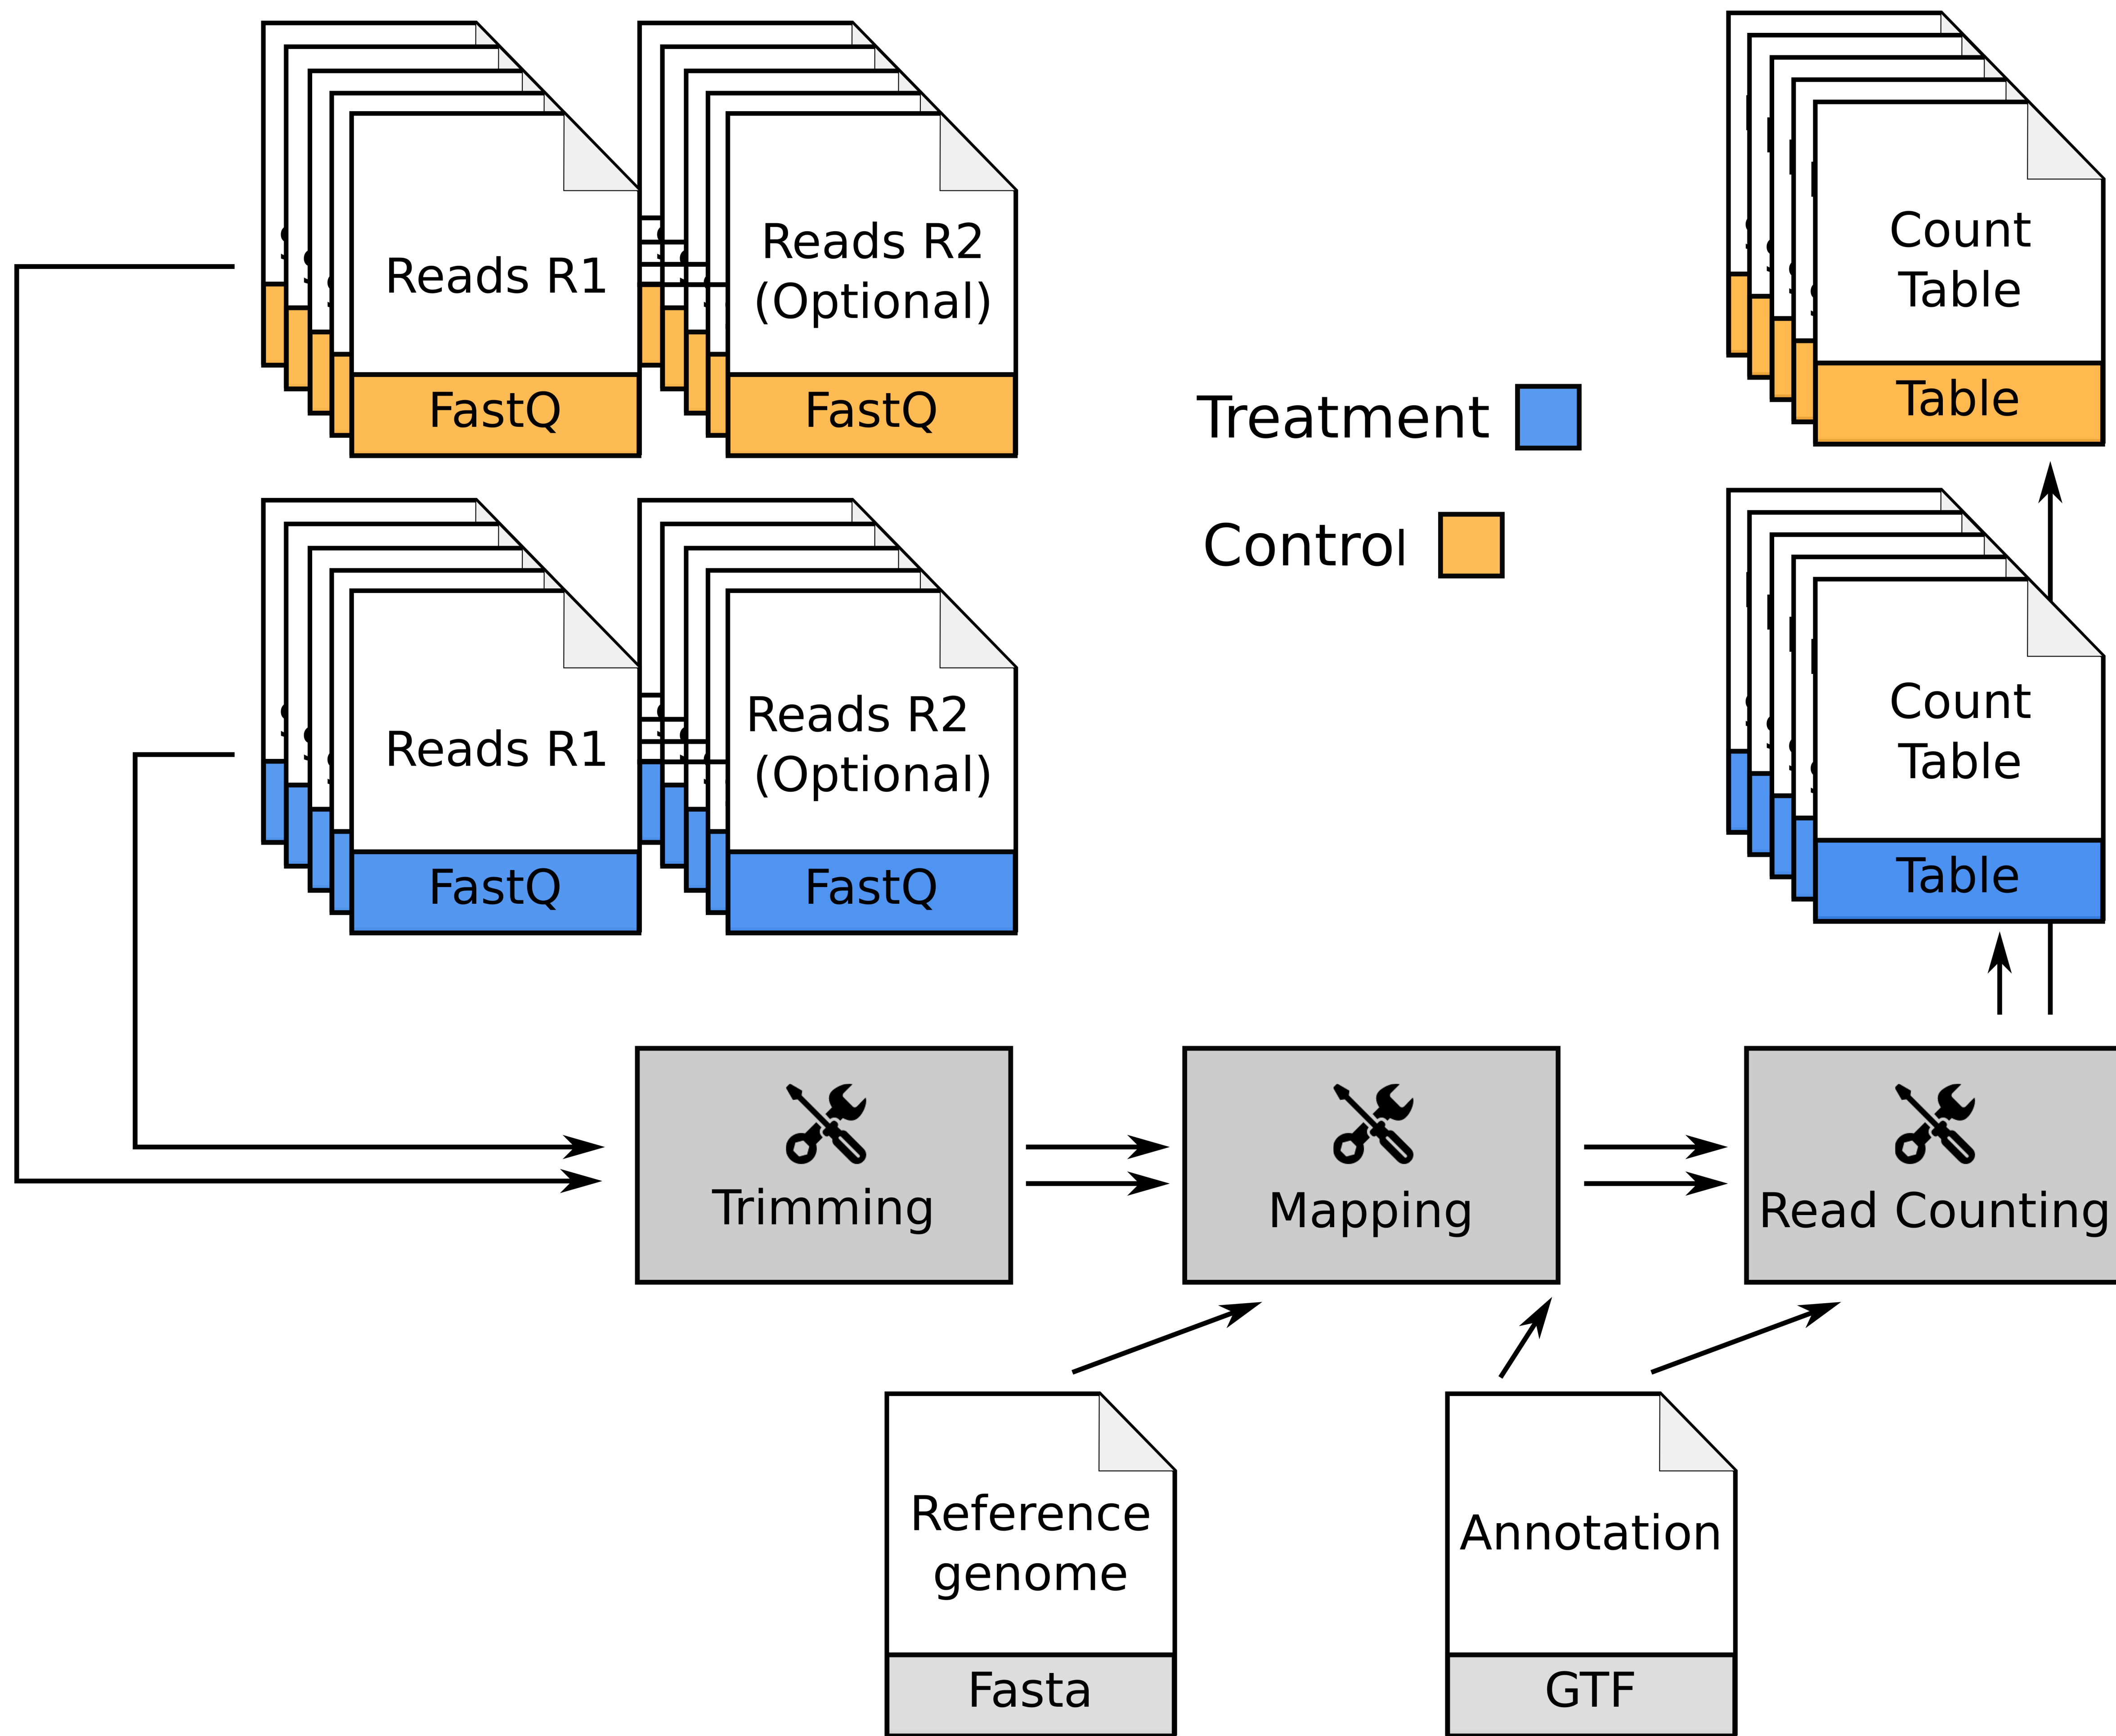 Reads R1
FastQ
Reads R2
(Optional)
FastQ
Count
Table
Table
Treatment
Control
Reads R1
FastQ
Reads R2
(Optional)
FastQ
Count
Table
Table
Trimming
Mapping
Read Counting
Reference
genome
Fasta
Annotation
GTF